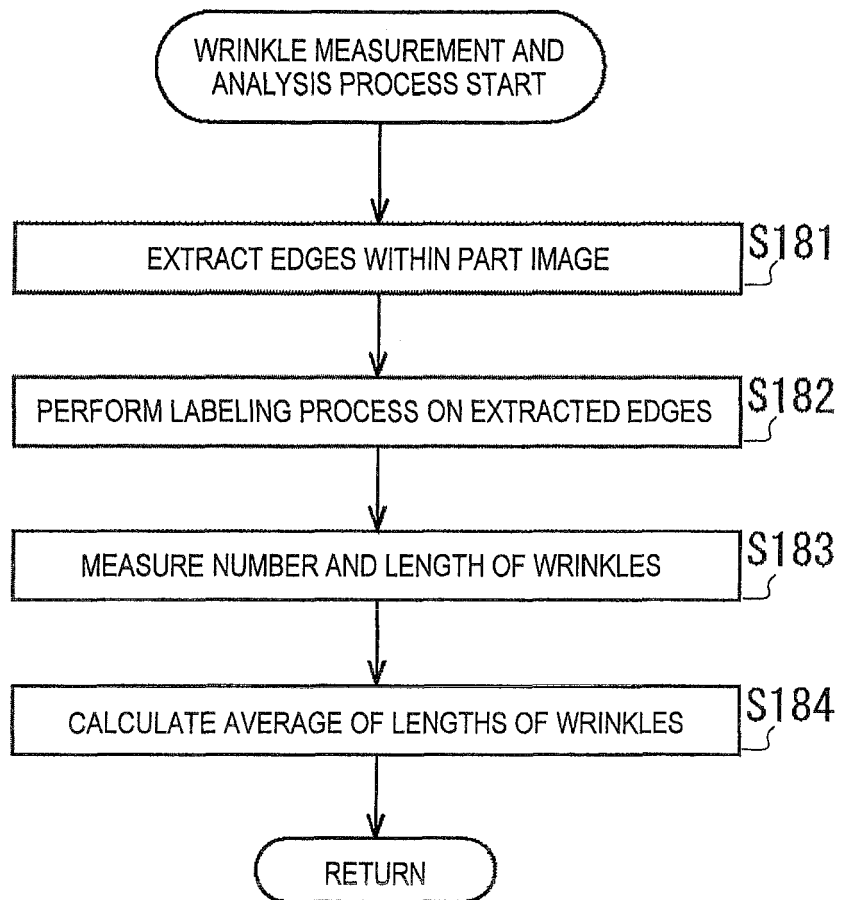 WRINKLE MEASUREMENT AND
ANALYSIS PROCESS START
EXTRACT EDGES WITHIN PART IMAGE
S181
PERFORM LABELING PROCESS ON EXTRACTED EDGES
S182
MEASURE NUMBER AND LENGTH OF WRINKLES
S183
CALCULATE AVERAGE OF LENGTHS OF WRINKLES
S184
RETURN